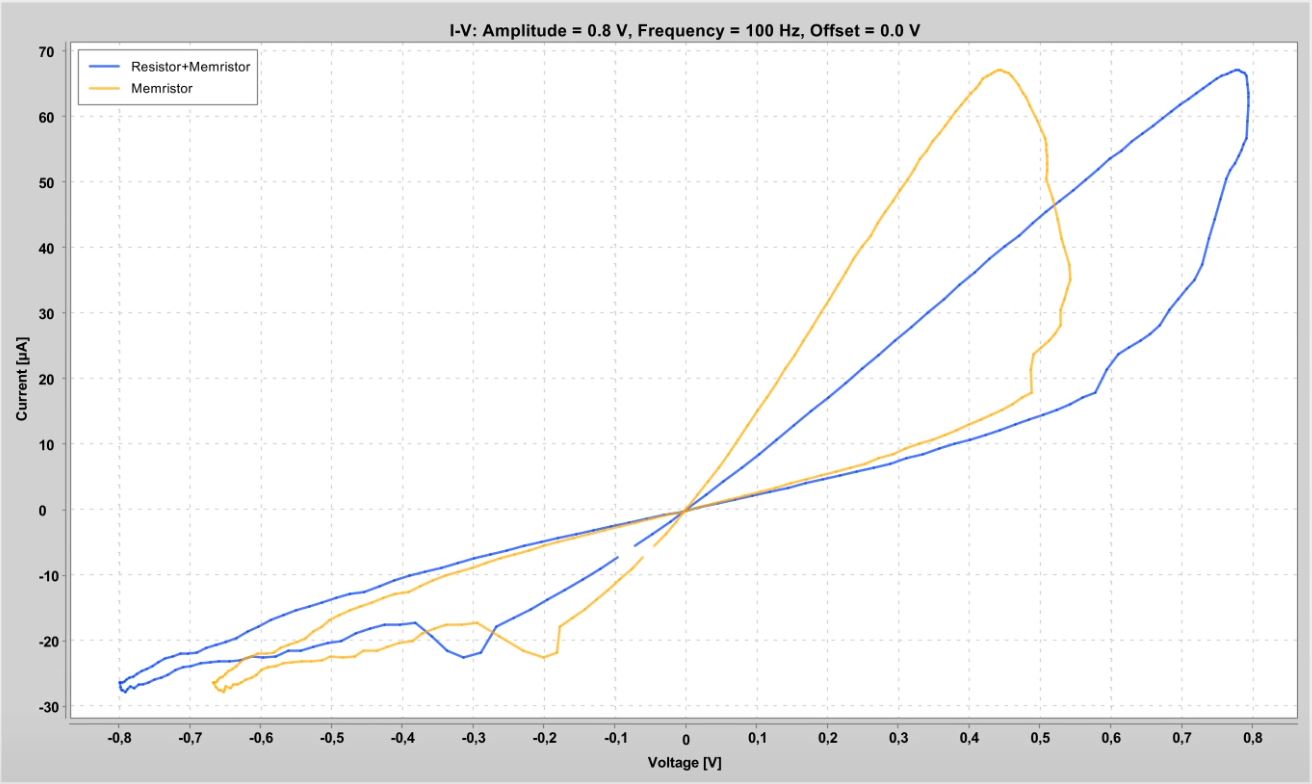 I-V: Amplitude = 0.8 V, Frequency = 100 Hz, Offset = 0.0 V
Resistor+Memristor
Memristor
70
60
50
40
30
20
10
0
-10
-20
-30
Current [µA]
-0,8 -0,7 -0,6 -0,5 -0,4 -0,3 -0,2 -0,1 0 0,1 0,2 0,3 0,4 0,5 0,6 0,7 0,8
Voltage [V]